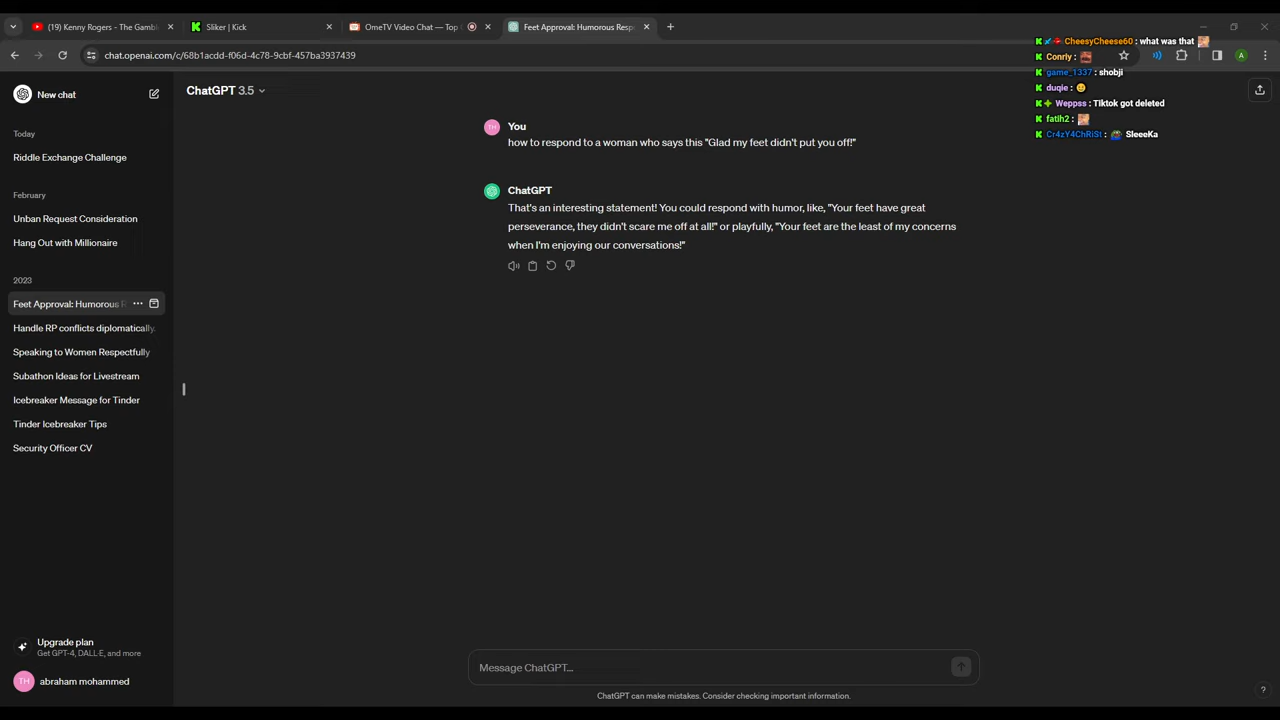 (19) Kenny Rogers - The Gambl
Sliker | Kick
OmeTV Video Chat — Top
Feet Approval: Humorous Resp
chat.openai.com/c/68b1acdd-f06d-4c78-9cbf-457ba3937439
A
CheesyCheese60 : what was that
Conriy :
game_1337 : shobji
duqie :
Weppss : Tiktok got deleted
fatih2 :
Cr4zY4ChRiSt : SleeeKa
New chat
ChatGPT 3.5
Today
Riddle Exchange Challenge
February
Unban Request Consideration
Hang Out with Millionaire
2023
Feet Approval: Humorous R
Handle RP conflicts diplomatically.
Speaking to Women Respectfully
Subathon Ideas for Livestream
Icebreaker Message for Tinder
Tinder Icebreaker Tips
Security Officer CV
TH
You
how to respond to a woman who says this "Glad my feet didn't put you off!"
ChatGPT
That's an interesting statement! You could respond with humor, like, "Your feet have great
perseverance, they didn't scare me off at all!" or playfully, "Your feet are the least of my concerns
when I'm enjoying our conversations!"
Upgrade plan
Get GPT-4, DALL·E, and more
TH
abraham mohammed
Message ChatGPT...
ChatGPT can make mistakes. Consider checking important information.
?